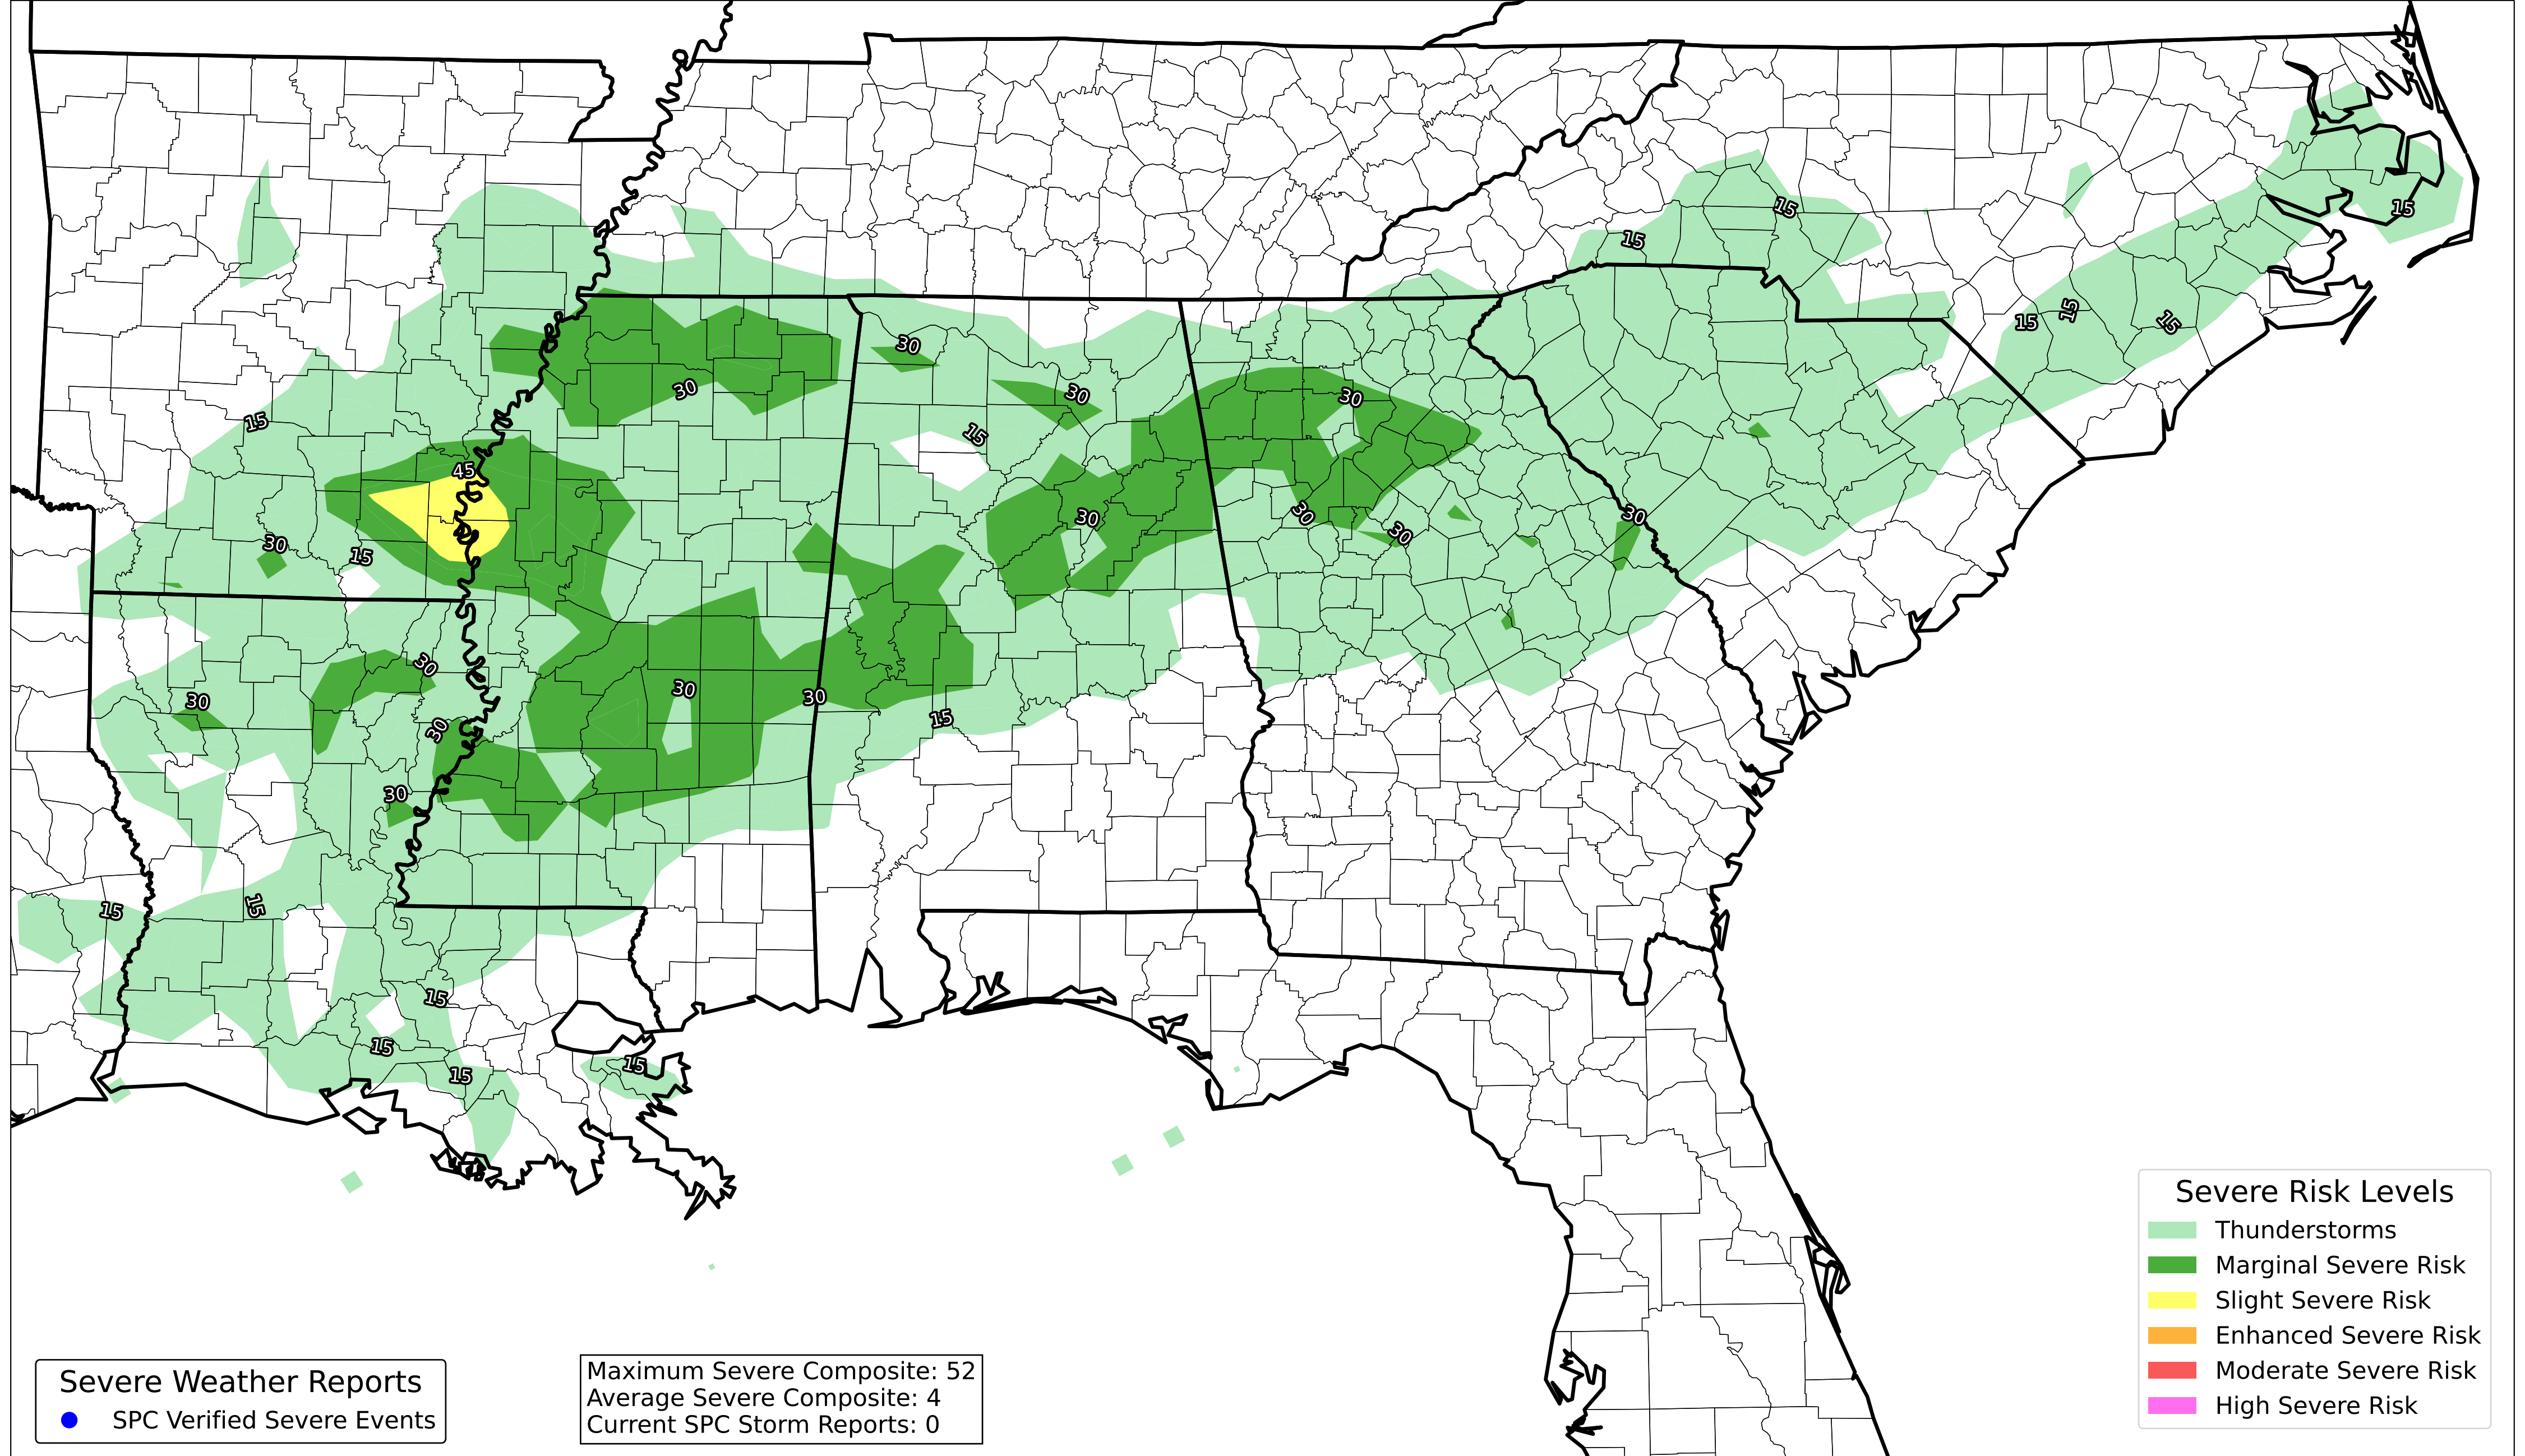 15
15
15
15
15
15
30
30
15
30
30
15
45
30
30
30
30
30
15
30
30
30
30
30
15
30
15
15
15
15
15
15
Severe Risk Levels
Thunderstorms
Marginal Severe Risk
Slight Severe Risk
Enhanced Severe Risk
Moderate Severe Risk
High Severe Risk
Severe Weather Reports
SPC Verified Severe Events
Maximum Severe Composite: 52
Average Severe Composite: 4
Current SPC Storm Reports: 0